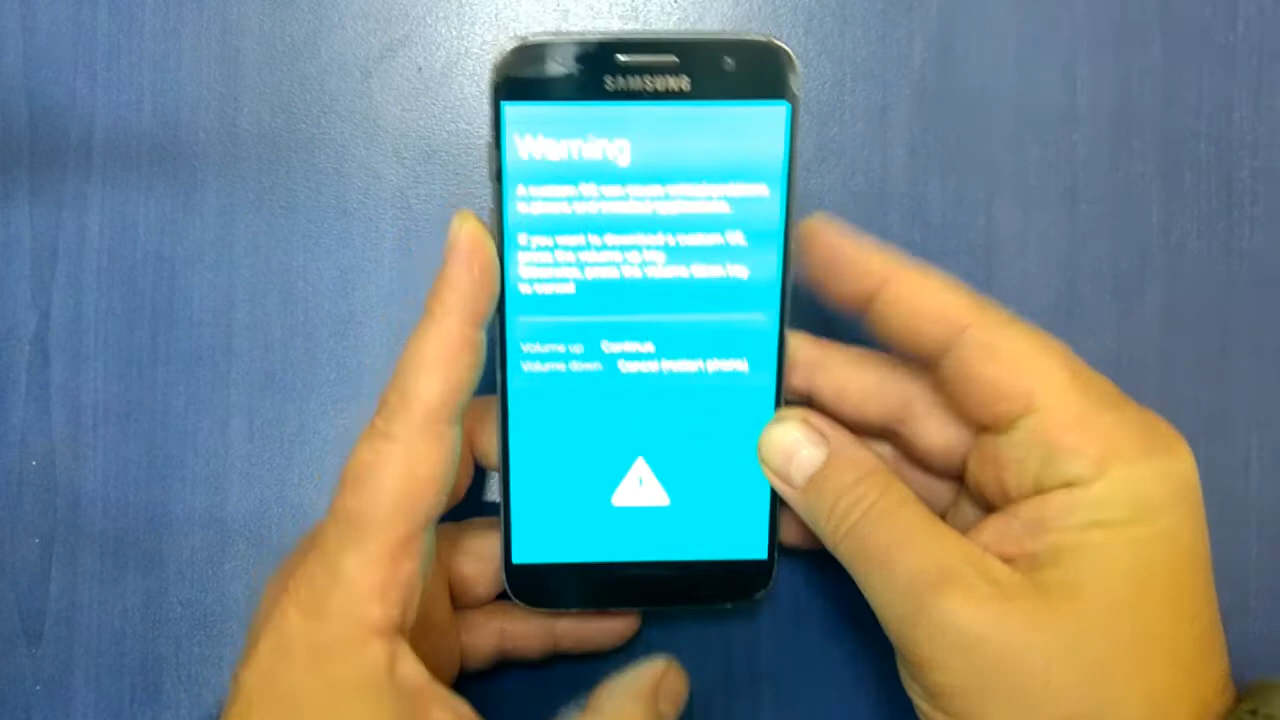 SAMSUNG
Warning
A custom OS can cause critical problems
in phone and installed applications.
If you want to download a custom OS,
press the volume up key.
Otherwise, press the volume down key
to cancel.
Volume up Continue
Volume down Cancel (restart phone)